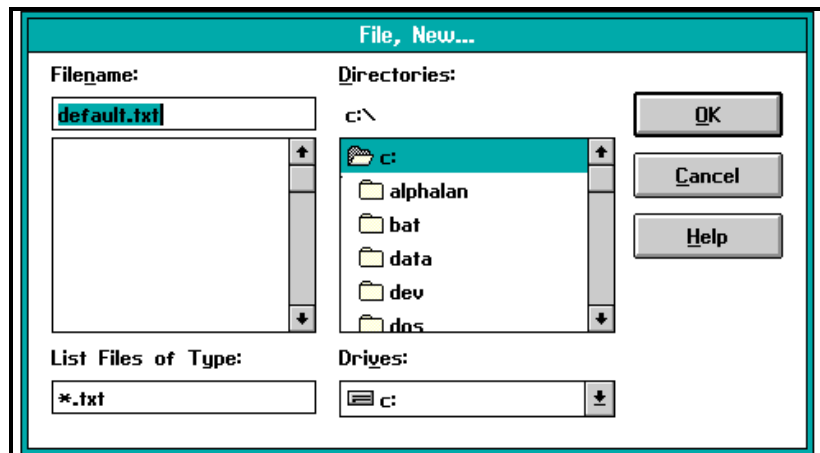 File, New...
Filename:
default.txt
List Files of Type:
*.txt
Directories:
c:\
c:
alphalan
bat
data
dev
dos
Drives:
c:
OK
Cancel
Help